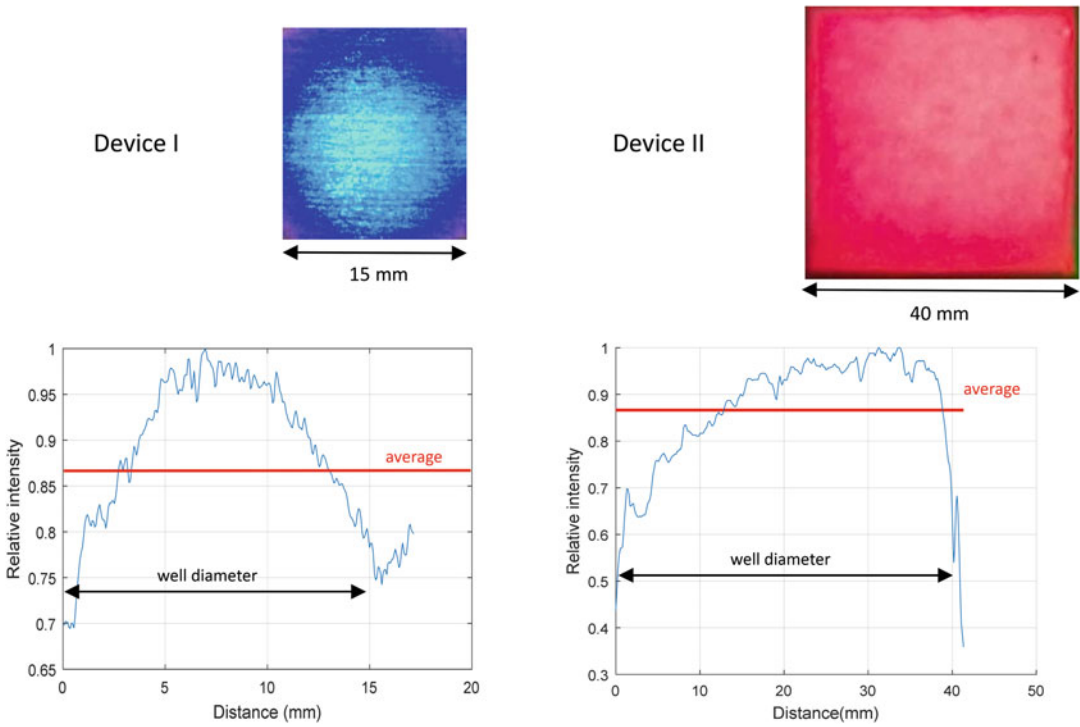 Device I
15 mm
Device II
40 mm
1
0.95
0.9
0.85
0.8
0.75
0.7
0.65
Relative intensity
average
well diameter
0
5
10
15
20
Distance (mm)
1
0.9
0.8
0.7
0.6
0.5
0.4
0.3
Relative intensity
average
well diameter
0
10
20
30
40
50
Distance(mm)